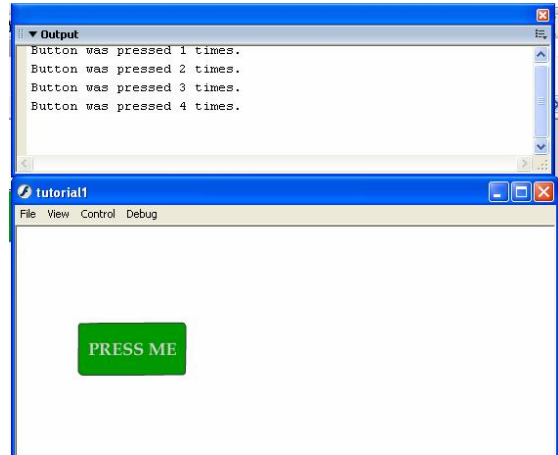 Output
Button was pressed 1 times.
Button was pressed 2 times.
Button was pressed 3 times.
Button was pressed 4 times.
tutorial1
File View Control Debug
PRESS ME